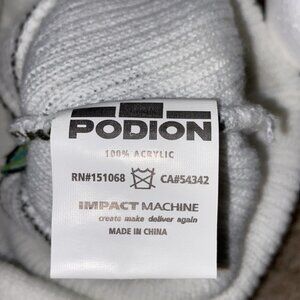 PODION
100% ACRYLIC
RN#151068 CA#54342
IMPACT MACHINE
create make deliver again
MADE IN CHINA